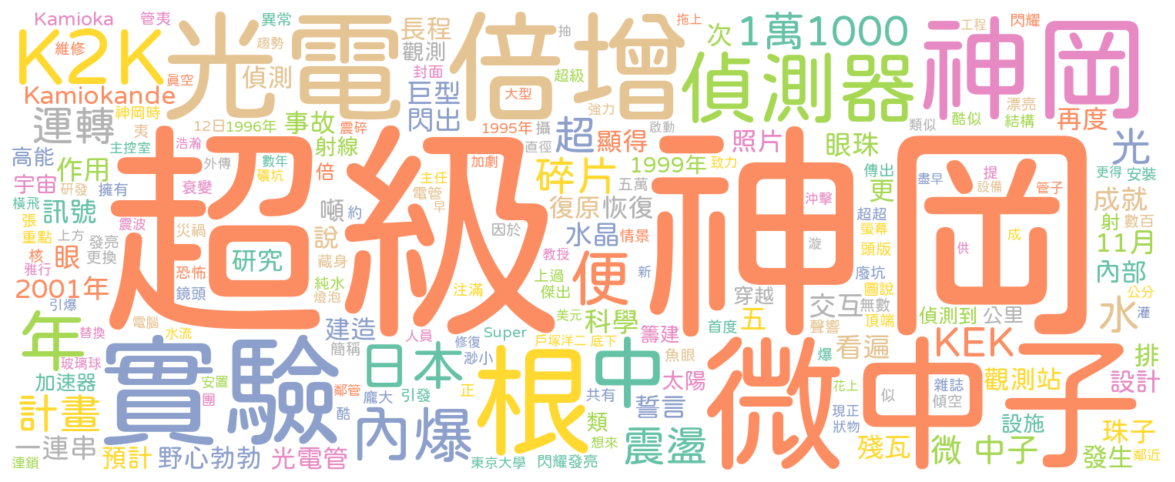 Kamioka
管夷
異常
長程
次
1萬1000
拖上
工程
閃耀
K2K
維修
趨勢
光電倍增
抽
觀測
神岡
真空
偵測
封面
超級
偵測器
漂亮
Kamiokande
大型
巨型
強力
類似
酷似
結構
再度
神岡時
運轉
夷
12日
1996年
事故
震碎
閃出
1995年
攝
超
顯得
啟動
照片
眼珠
光
主控室
浩瀚
射線
直徑
高能
作用
外傳
數年
倍
加劇
碎片
1999年
致力
傳出
盡早
更得
安裝
宇宙
研發
衰變
礦坑
主任
五萬
更
提
成就
橫飛
擁有
電管
早
沖擊
設備
管子
訊號
超級神岡
張
震波
災禍
噸
約
復原
恢復
超超
螢幕
射
數百
重點
上方
發亮
說
因於
水晶
情景
漩
頭版
供
成
11月
核
眼
更換
研究
藏身
便
雅行
恐怖
教授
新
廢坑
內部
2001年
鏡頭
純水
注滿
上過
傑出
穿越
圖說
公分
引爆
燈泡
交互
無數
偵測到
公里
水
灌
年
替換
電腦
水流
建造
人員
Super
美元
科學
籌建
首度
五
聲響
頂端
實驗
簡稱
修復
戶塚洋二
底下
KEK
玻璃球
日本
渺小
魚眼
爆
看遍
排
加速器
安置
鄰管
引發
根
中
太陽
微中子
觀測站
設計
計畫
團
酷
龐大
正
共有
誓言
花上
似
雜誌
內爆
類
現正
傾空
設施
珠子
一連串
震盪
狀物
殘瓦
微
中子
想來
連鎖
預計
野心勃勃
光電管
東京大學
閃耀發亮
發生
鄰近